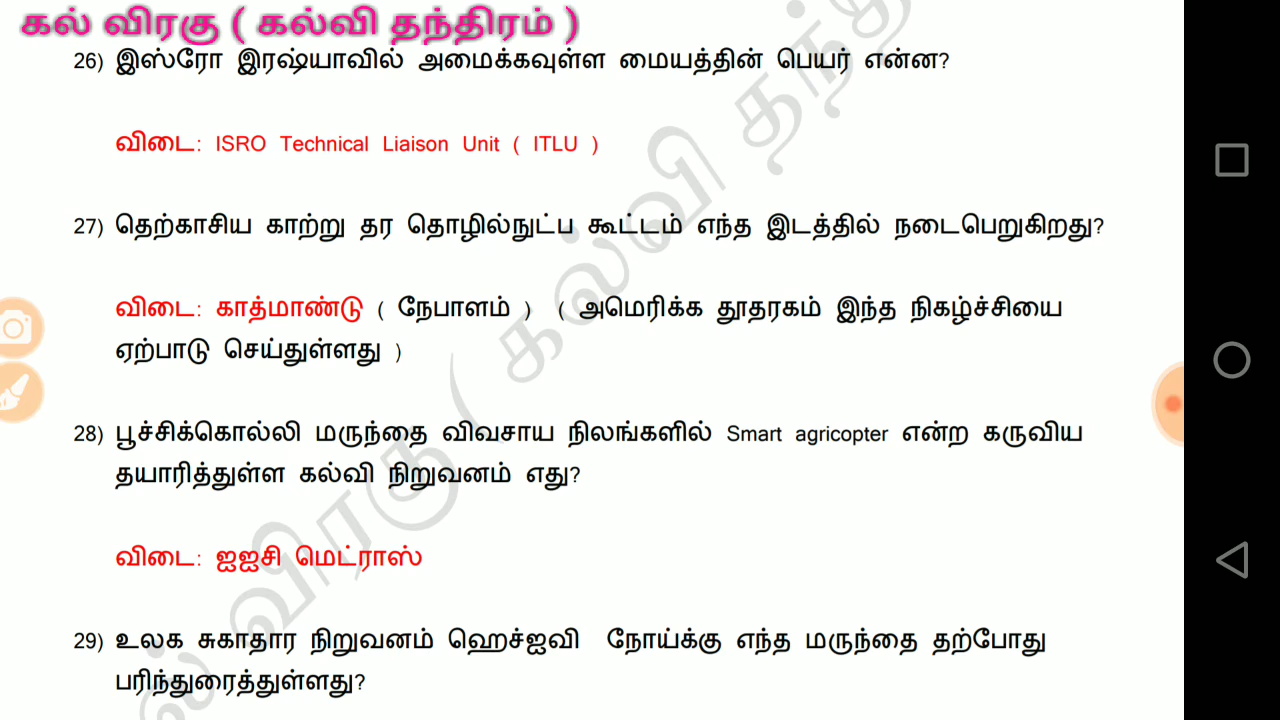 கல் விரகு ( கல்வி தந்திரம் )
26) இஸ்ரோ இரஷ்யாவில் அமைக்கவுள்ள மையத்தின் பெயர் என்ன?
விடை: ISRO Technical Liaison Unit ( ITLU )
27) தெற்காசிய காற்று தர தொழில்நுட்ப கூட்டம் எந்த இடத்தில் நடைபெறுகிறது?
விடை: காத்மாண்டு ( நேபாளம் ) ( அமெரிக்க தூதரகம் இந்த நிகழ்ச்சியை
ஏற்பாடு செய்துள்ளது )
28) பூச்சிக்கொல்லி மருந்தை விவசாய நிலங்களில் Smart agricopter என்ற கருவிய
தயாரித்துள்ள கல்வி நிறுவனம் எது?
விடை: ஐஐசி மெட்ராஸ்
29) உலக சுகாதார நிறுவனம் ஹெச்ஐவி நோய்க்கு எந்த மருந்தை தற்போது
பரிந்துரைத்துள்ளது?